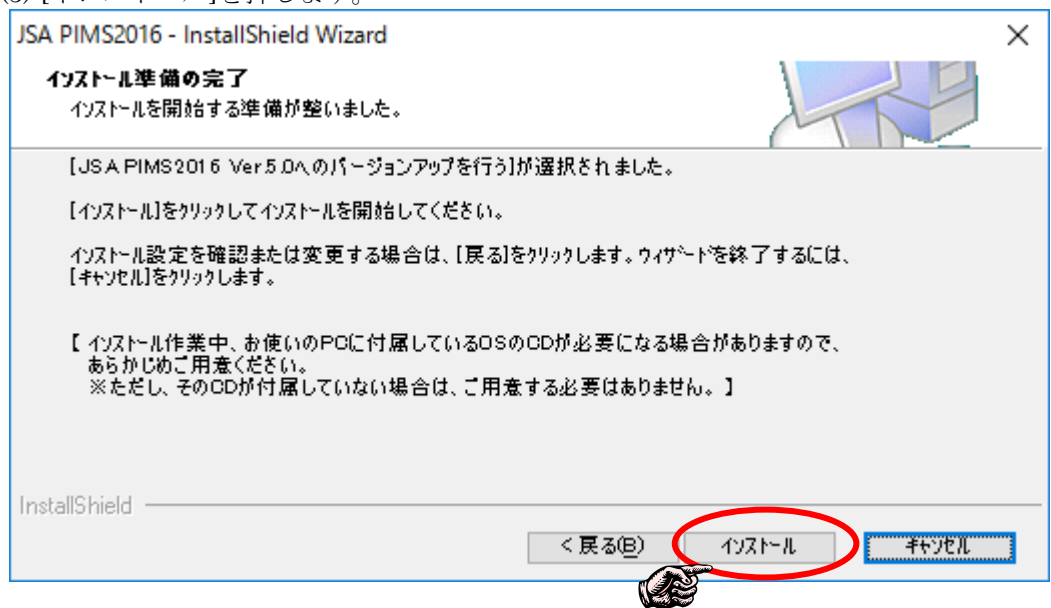 JSA PIMS2016 - InstallShield Wizard
インストール準備の完了
インストールを開始する準備が整いました。
[JSA PIMS2016 Ver.5.0へのバージョンアップを行う]が選択されました。
[インストール]をクリックしてインストールを開始してください。
インストール設定を確認または変更する場合は、[戻る]をクリックします。ウィザードを終了するには、
[キャンセル]をクリックします。
【 インストール作業中、お使いのPCに付属しているOSのCDが必要になる場合がありますので、
あらかじめご用意ください。
※ただし、そのCDが付属していない場合は、ご用意する必要はありません。】
InstallShield
< 戻る(B)
インストール
キャンセル